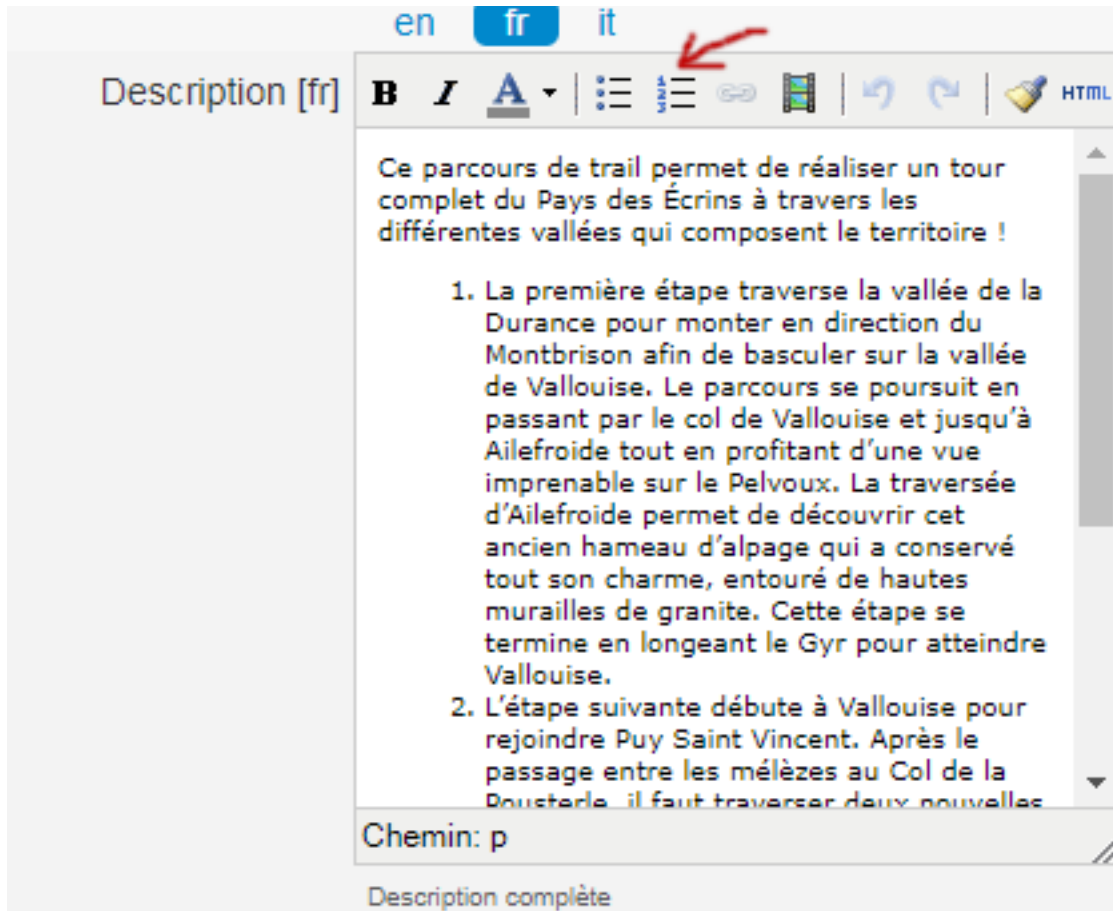 en fr it
Description [fr] B I A HTML
Ce parcours de trail permet de réaliser un tour
complet du Pays des Écrins à travers les
différentes vallées qui composent le territoire !
1. La première étape traverse la vallée de la
Durance pour monter en direction du
Montbrison afin de basculer sur la vallée
de Vallouise. Le parcours se poursuit en
passant par le col de Vallouise et jusqu’à
Ailefroide tout en profitant d’une vue
imprenable sur le Pelvoux. La traversée
d’Ailefroide permet de découvrir cet
ancien hameau d’alpage qui a conservé
tout son charme, entouré de hautes
murailles de granite. Cette étape se
termine en longeant le Gyr pour atteindre
Vallouise.
2. L’étape suivante débute à Vallouise pour
rejoindre Puy Saint Vincent. Après le
passage entre les mélèzes au Col de la
Pousterle, il faut traverser deux nouvelles
Chemin: p
Description complète